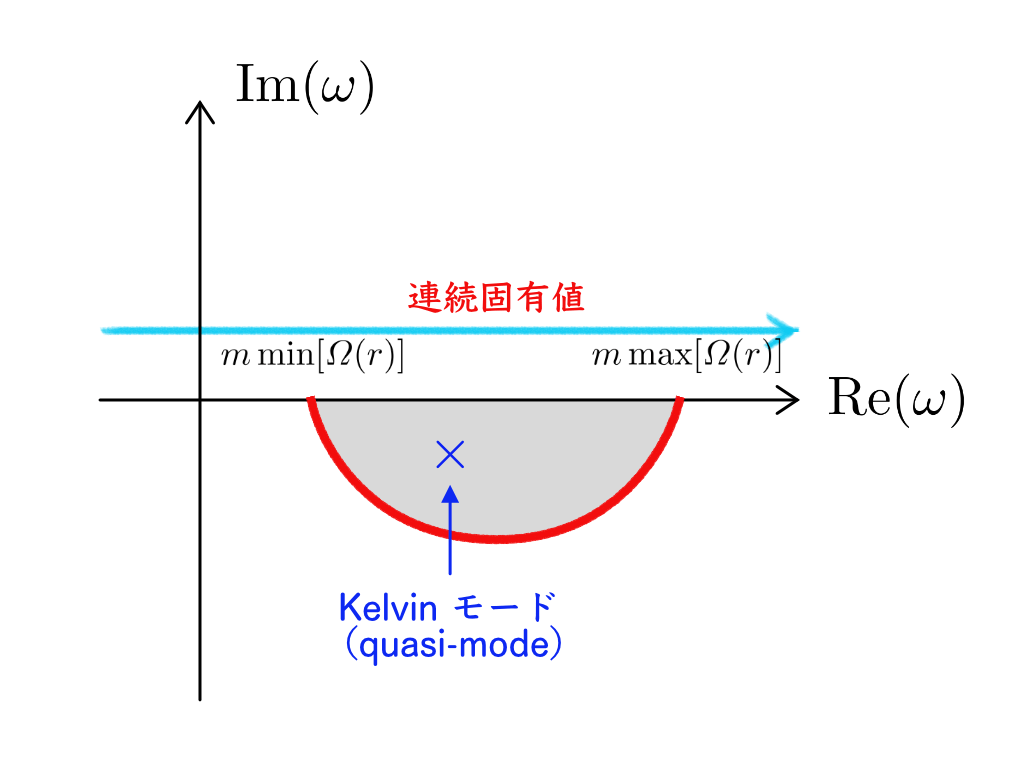 Im(ω)
連続固有値
m min[Ω(r)]
m max[Ω(r)]
Re(ω)
×
Kelvin モード
（quasi-mode）